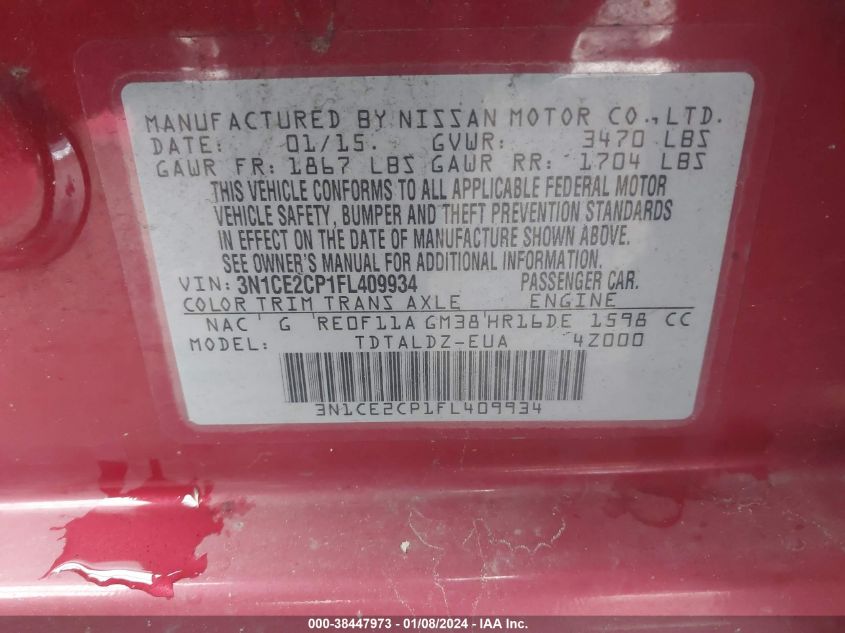 MANUFACTURED BY NISSAN MOTOR CO.,LTD.
DATE: 01/15. GVWR: 3470 LBS
GAWR FR: 1867 LBS GAWR RR: 1704 LBS
THIS VEHICLE CONFORMS TO ALL APPLICABLE FEDERAL MOTOR
VEHICLE SAFETY, BUMPER AND THEFT PREVENTION STANDARDS
IN EFFECT ON THE DATE OF MANUFACTURE SHOWN ABOVE.
SEE OWNER'S MANUAL FOR ADDITIONAL INFORMATION.
VIN: 3N1CE2CP1FL409934 PASSENGER CAR.
COLOR TRIM TRANS AXLE ENGINE
NAC G RE0F11A GM38 HR16DE 1598 CC
MODEL: TDTALDZ-EUA 4Z000
3N1CE2CP1FL409934
000-38447973 - 01/08/2024 - IAA Inc.